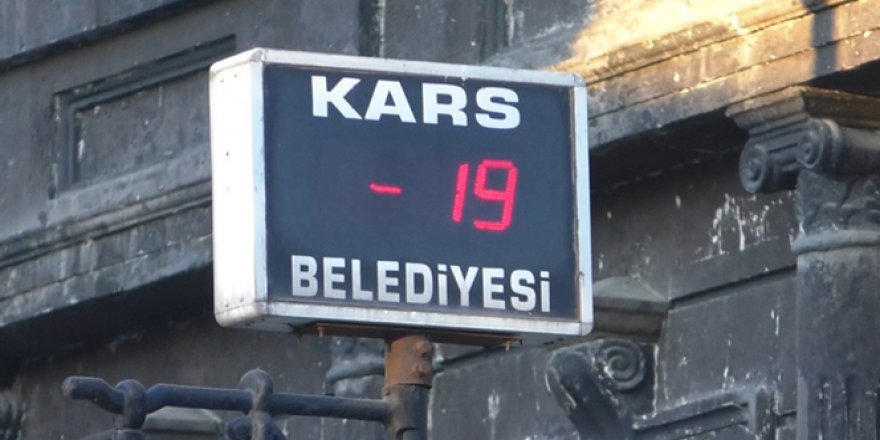 KARS
- 19
BELEDİYESİ